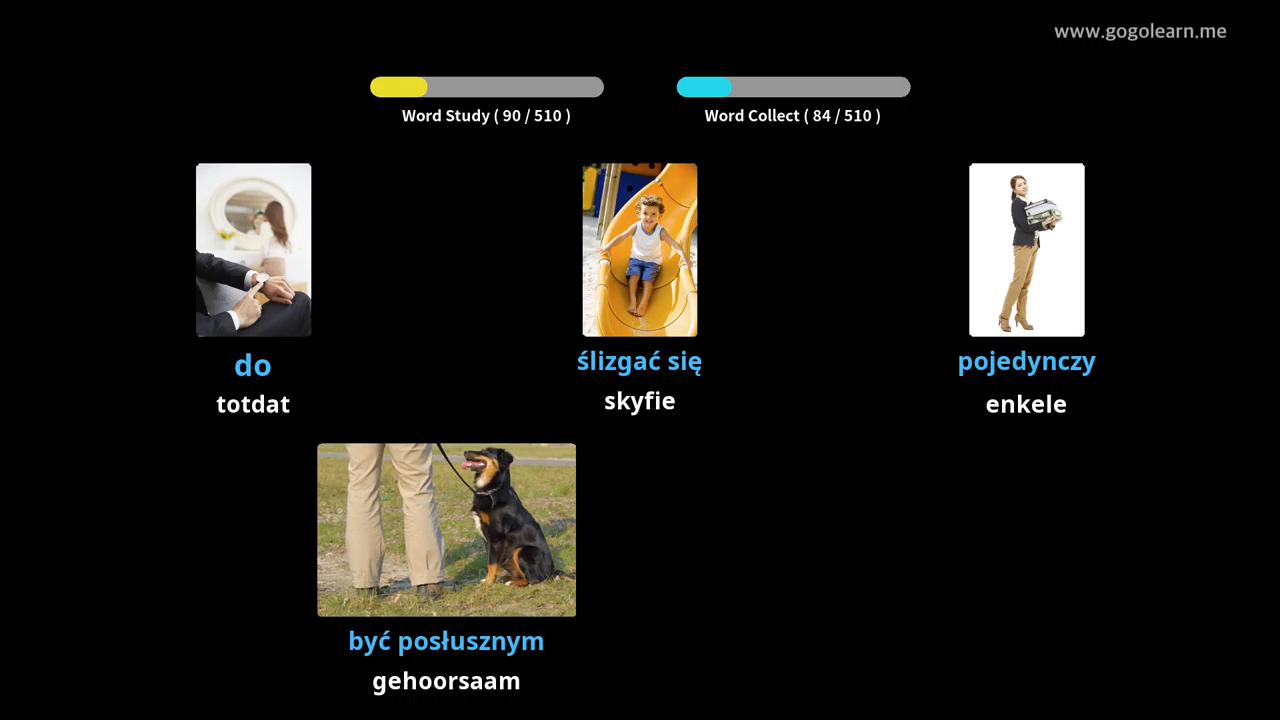 www.gogolearn.me
Word Study ( 90 / 510 )
Word Collect ( 84 / 510 )
do
totdat
ślizgać się
skyfie
pojedynczy
enkele
być posłusznym
gehoorsaam